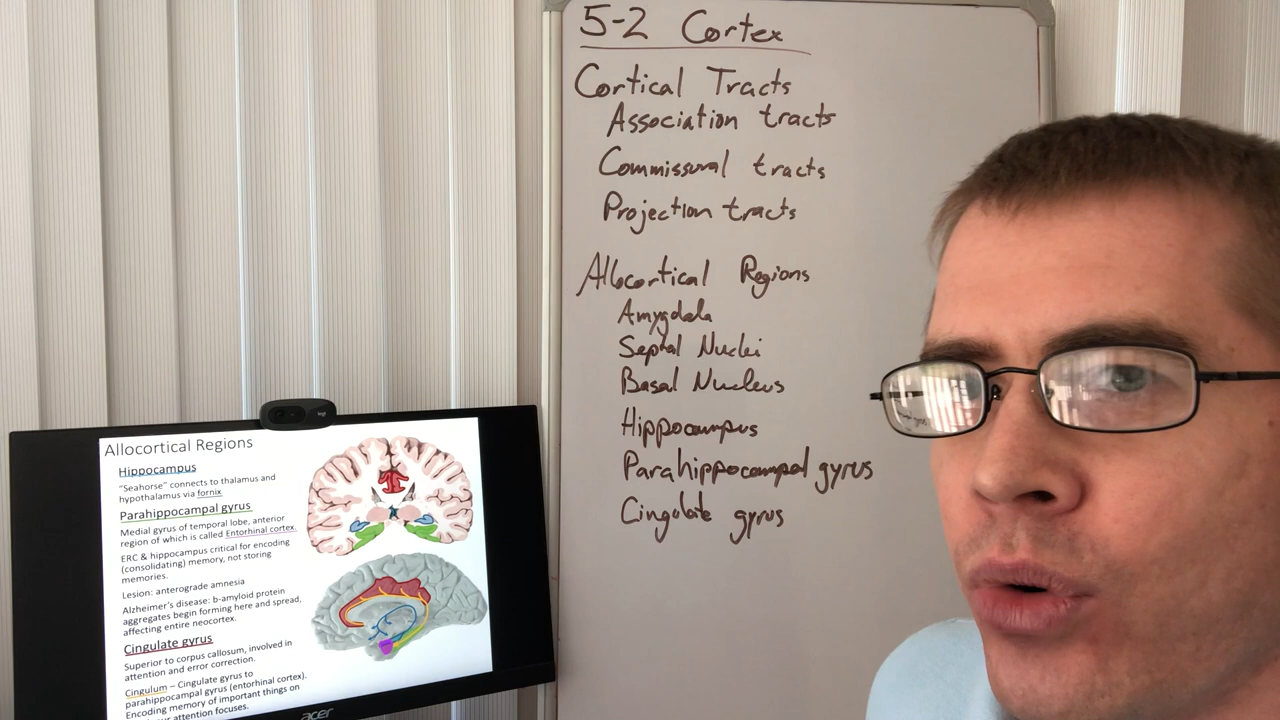 5-2 Cortex
Cortical Tracts
Association tracts
Commissural tracts
Projection tracts
Allocortical Regions
Amygdala
Septal Nuclei
Basal Nucleus
Hippocampus
Parahippocampal gyrus
Cingulate gyrus
Allocortical Regions
Hippocampus
"Seahorse" connects to thalamus and
hypothalamus via fornix
Parahippocampal gyrus
Medial gyrus of temporal lobe, anterior
region of which is called Entorhinal cortex.
ERC & hippocampus critical for encoding
(consolidating) memory, not storing
memories.
Lesion: anterograde amnesia
Alzheimer's disease: b-amyloid protein
aggregates begin forming here and spread,
affecting entire neocortex.
Cingulate gyrus
Superior to corpus callosum, involved in
attention and error correction.
Cingulum – Cingulate gyrus to
parahippocampal gyrus (entorhinal cortex).
Encoding memory of important things on
our attention focuses.
acer